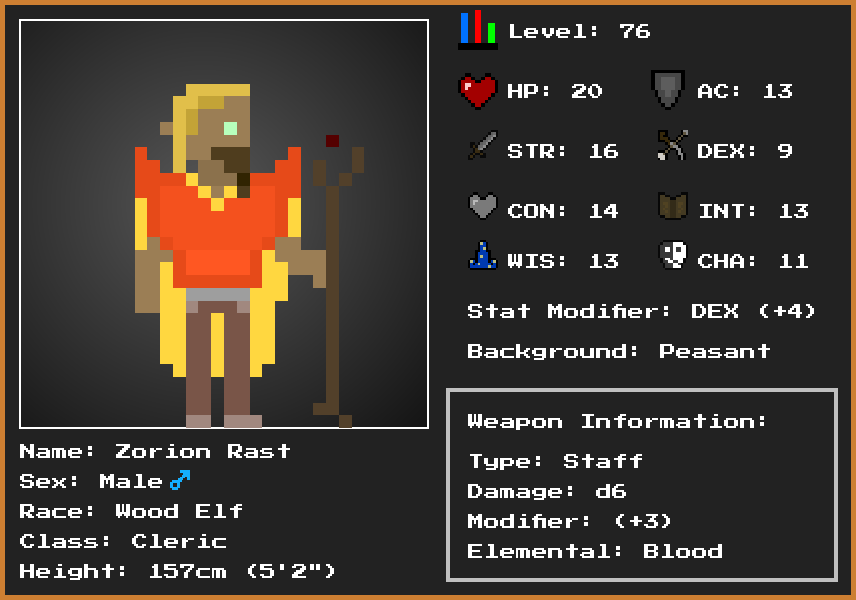 Level: 76
HP: 20 AC: 13
STR: 16 DEX: 9
CON: 14 INT: 13
WIS: 13 CHA: 11
Stat Modifier: DEX (+4)
Background: Peasant
Weapon Information:
Type: Staff
Damage: d6
Modifier: (+3)
Elemental: Blood
Name: Zorion Rast
Sex: Male♂
Race: Wood Elf
Class: Cleric
Height: 157cm (5'2")